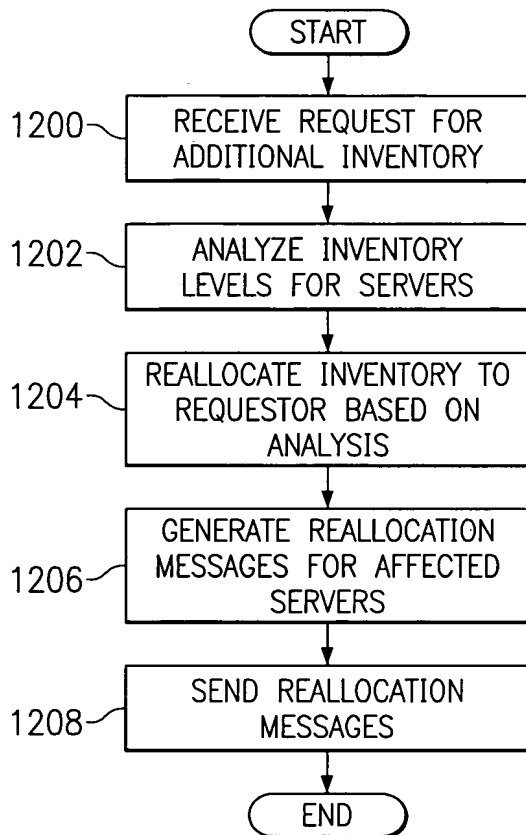 START
1200
RECEIVE REQUEST FOR
ADDITIONAL INVENTORY
1202
ANALYZE INVENTORY
LEVELS FOR SERVERS
1204
REALLOCATE INVENTORY TO
REQUESTOR BASED ON
ANALYSIS
1206
GENERATE REALLOCATION
MESSAGES FOR AFFECTED
SERVERS
1208
SEND REALLOCATION
MESSAGES
END